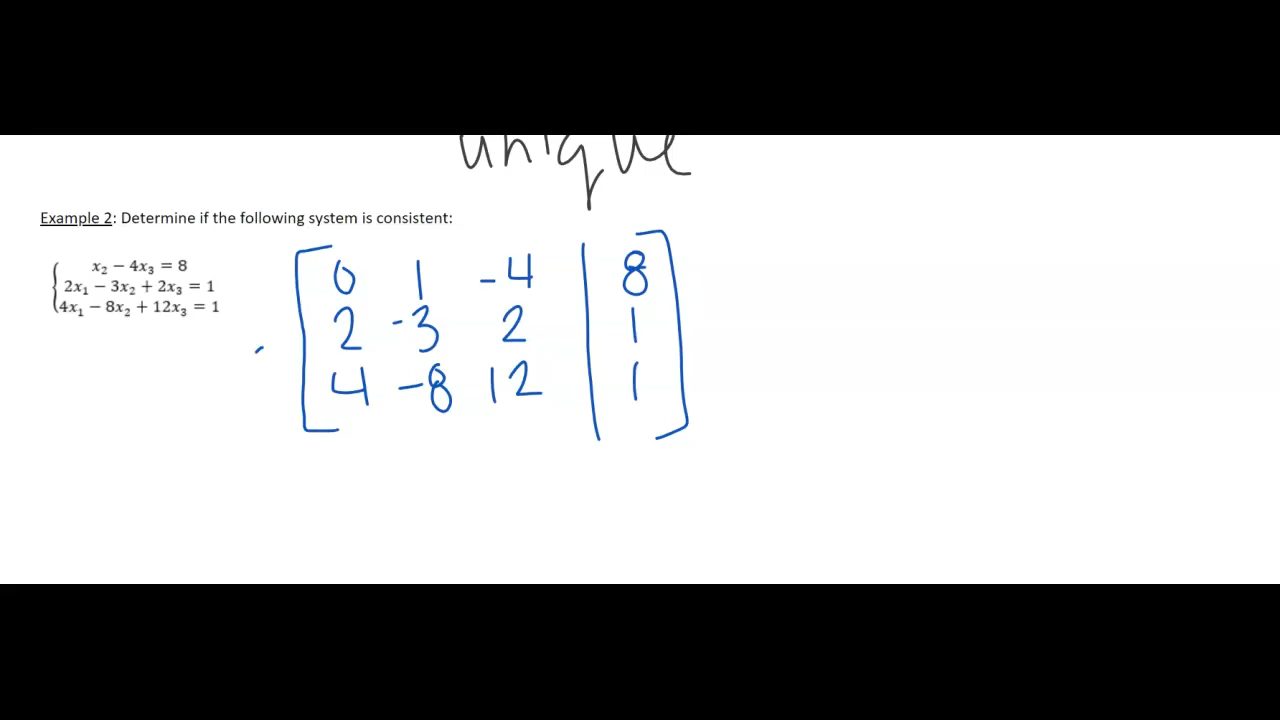 unique
Example 2: Determine if the following system is consistent:
x₂ − 4x₃ = 8
2x₁ − 3x₂ + 2x₃ = 1
4x₁ − 8x₂ + 12x₃ = 1
0 1 -4 8
2 -3 2 1
4 -8 12 1